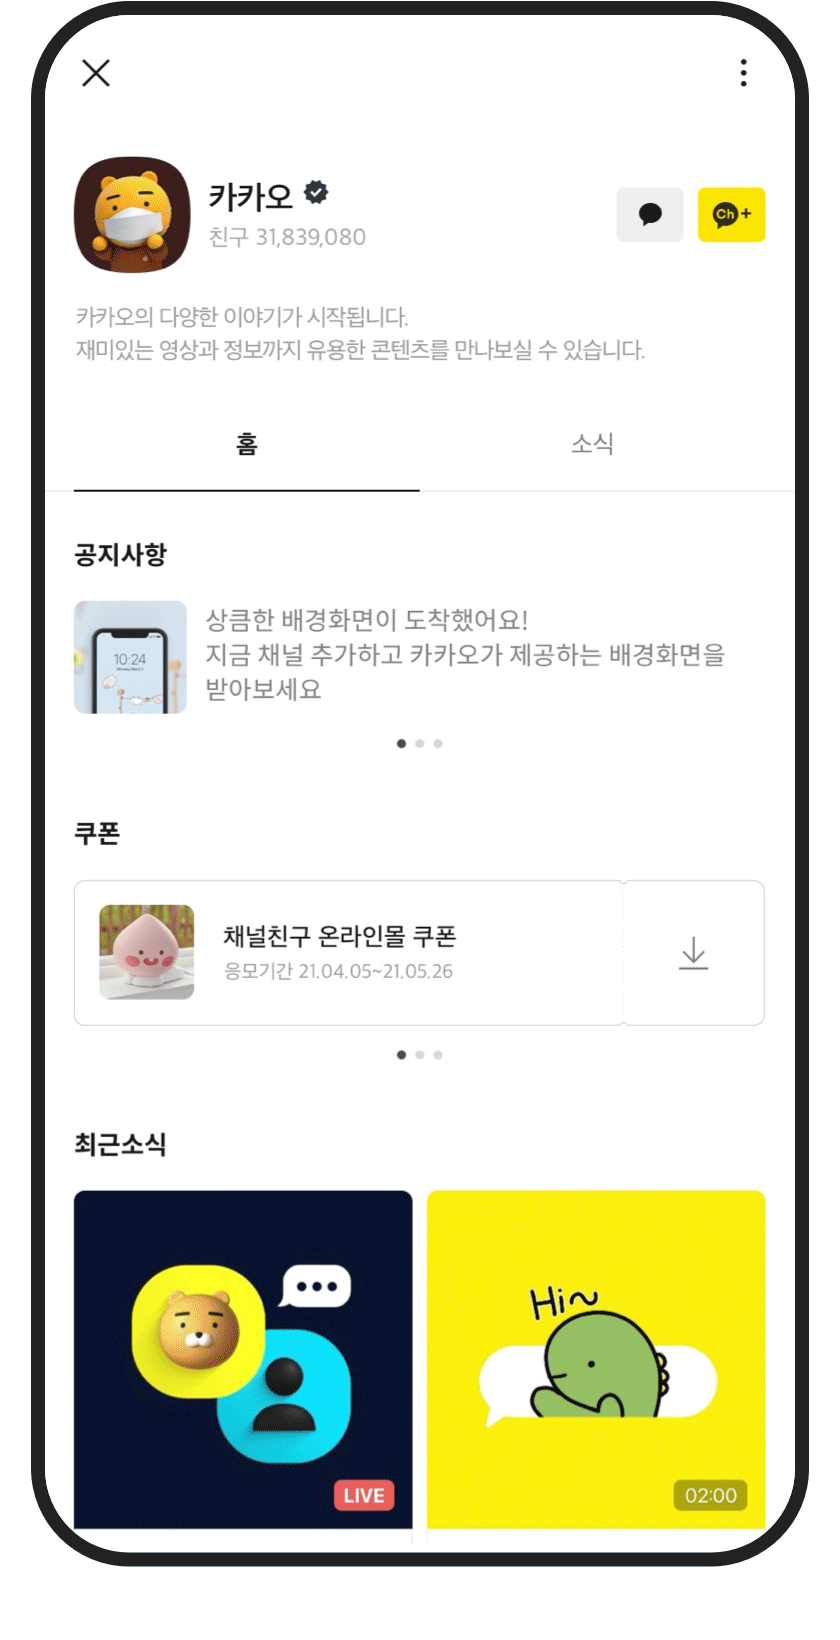 카카오
친구 31,839,080
Ch+
카카오의 다양한 이야기가 시작됩니다.
재미있는 영상과 정보까지 유용한 콘텐츠를 만나보실 수 있습니다.
홈
소식
공지사항
10:24
상큼한 배경화면이 도착했어요!
지금 채널 추가하고 카카오가 제공하는 배경화면을
받아보세요
쿠폰
채널친구 온라인몰 쿠폰
응모기간 21.04.05~21.05.26
최근소식
LIVE
Hi~
02:00